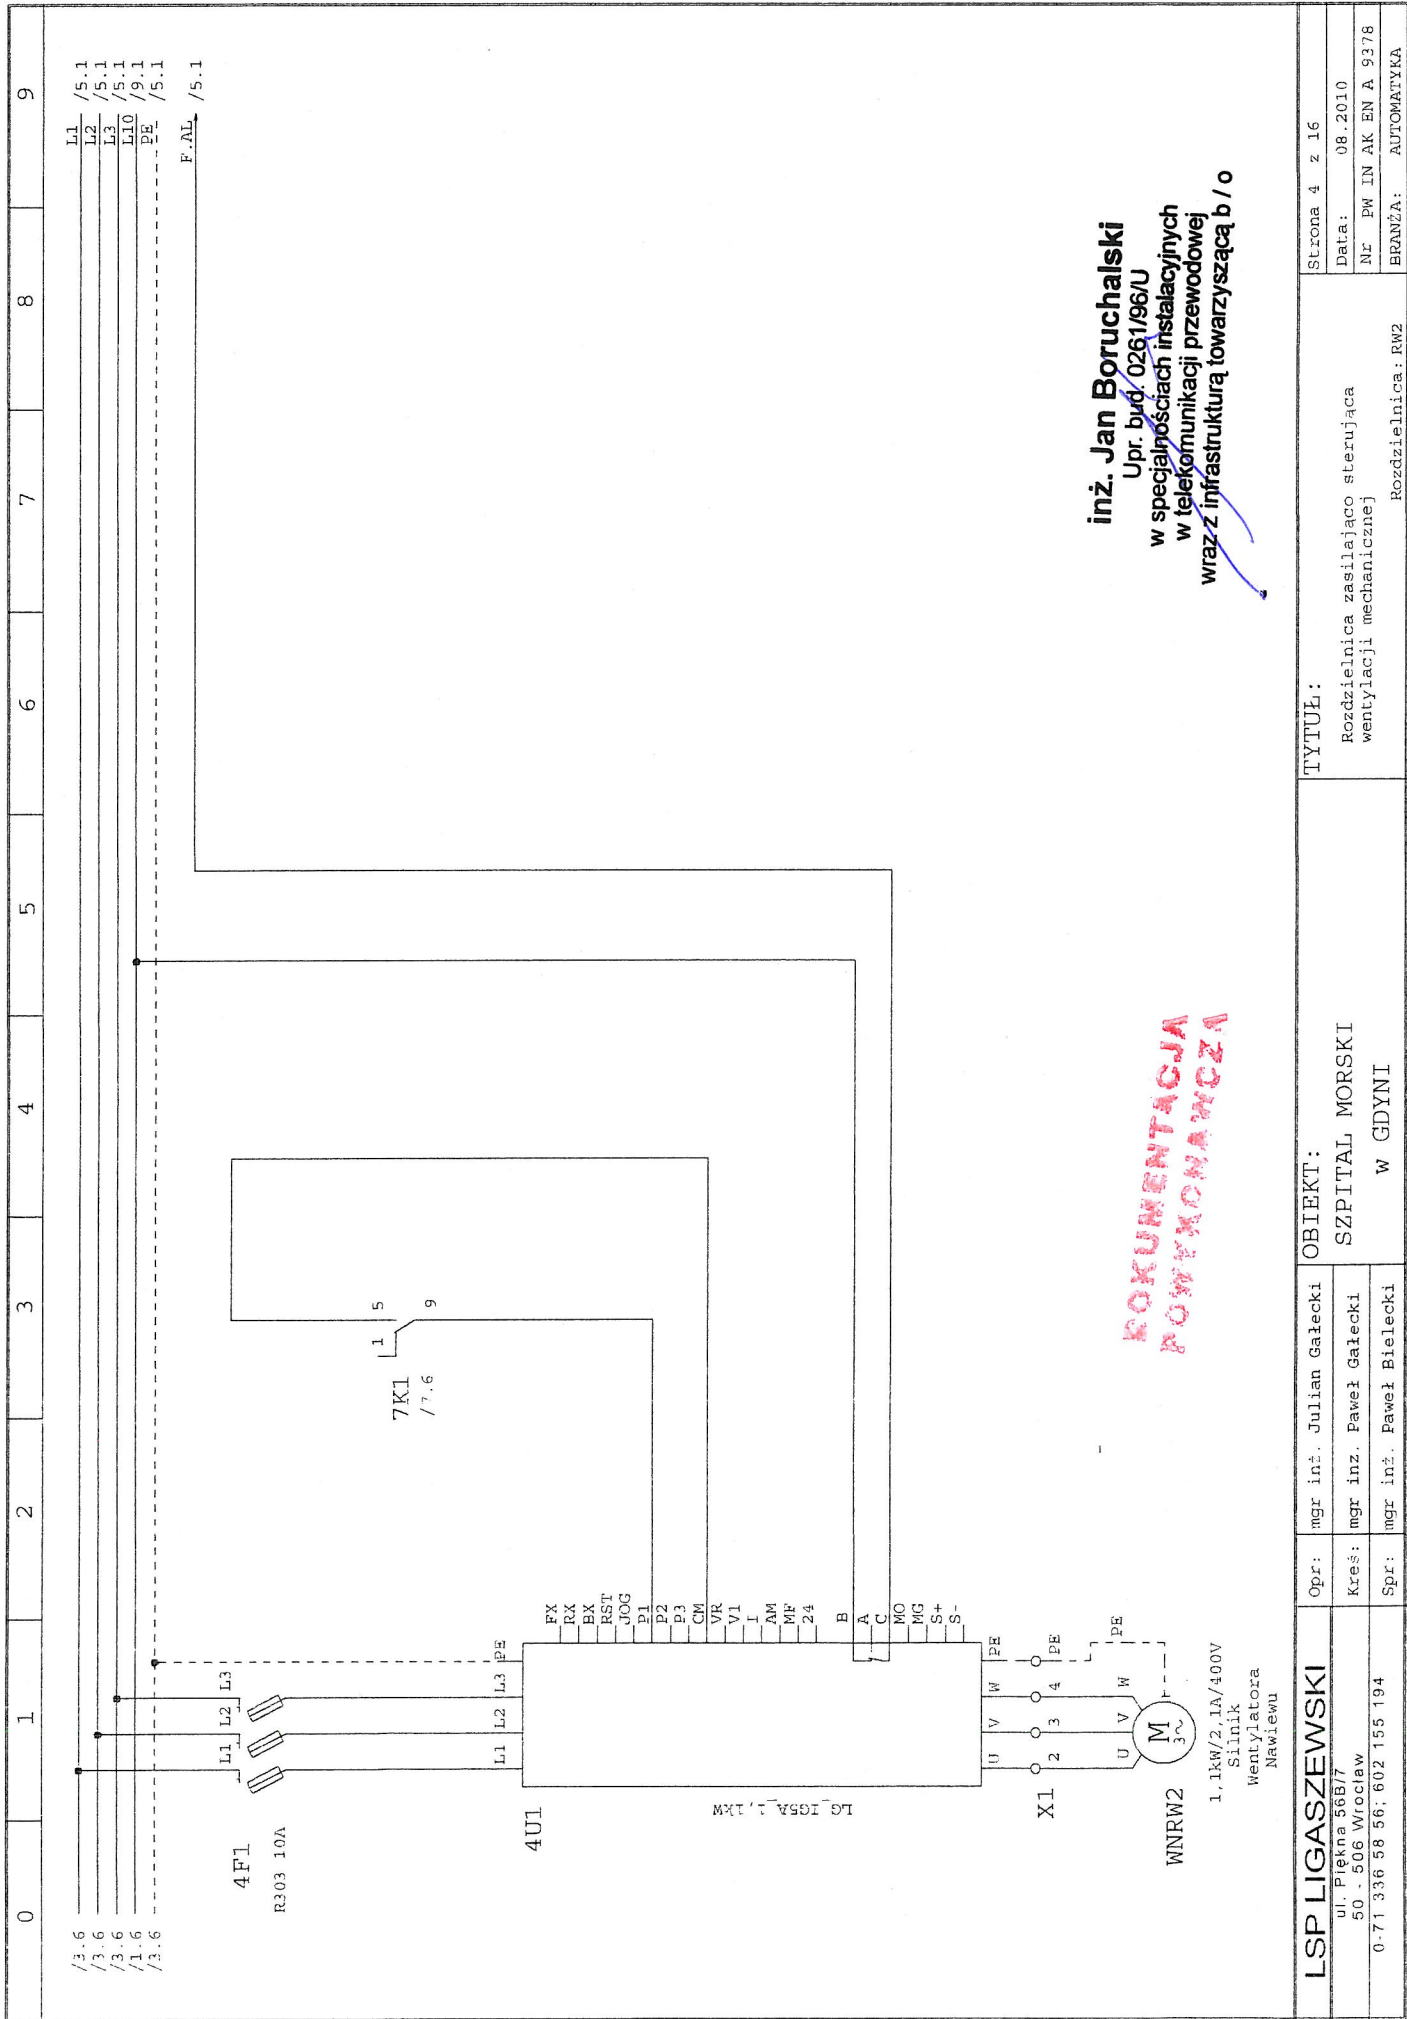 0 1 2 3 4 5 6 7 8 9
/3.6 L1 /5.1
/3.6 L2 /5.1
/3.6 L3 /5.1
/1.6 L10 /9.1
/3.6 PE /5.1
F.AL /5.1
4F1
R303 10A
L1 L2 L3
7K1
/7.6
1 5
9
4U1
LG_IG5A_1,1kW
L1 L2 L3 PE
FX
RX
BX
RST
JOG
P1
P2
P3
CM
VR
V1
I
AM
MF
24
B
A
C
MO
MG
S+
S-
U V W PE
X1
2 3 4 PE
U V W PE
WNRW2
M
3~
1,1kW/2,1A/400V
Silnik
Wentylatora
Nawiewu
DOKUMENTACJA
POWYKONAWCZA
inż. Jan Boruchalski
Upr. bud. 0261/96/U
w specjalnościach instalacyjnych
w telekomunikacji przewodowej
wraz z infrastrukturą towarzyszącą b / o
LSP LIGASZEWSKI
ul. Piękna 56B/7
50 - 506 Wrocław
0-71 336 58 56; 602 155 194
Opr: mgr inż. Julian Gałecki
Kreś: mgr inż. Paweł Gałecki
Spr: mgr inż. Paweł Bielecki
OBIEKT:
SZPITAL MORSKI
W GDYNI
TYTUŁ:
Rozdzielnica zasilająco sterująca
wentylacji mechanicznej
Rozdzielnica: RW2
Strona 4 z 16
Data: 08.2010
Nr PW IN AK EN A 9378
BRANŻA: AUTOMATYKA